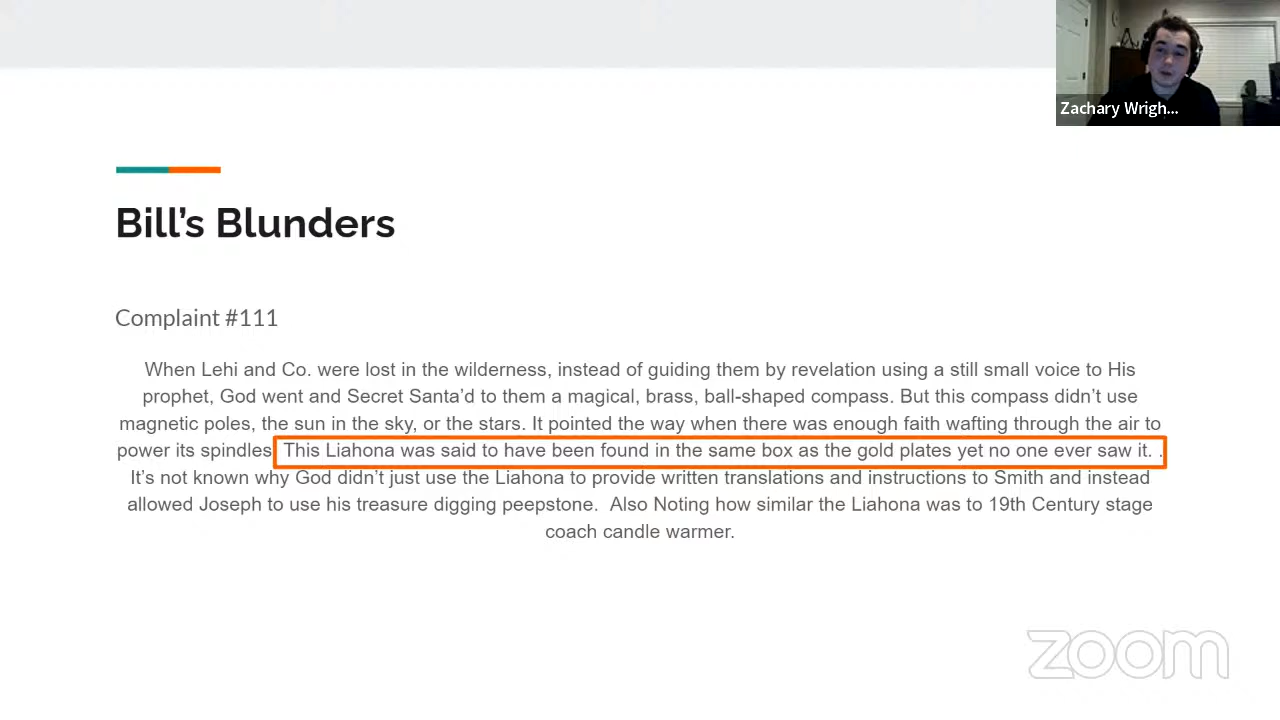 Zachary Wrigh...
Bill's Blunders
Complaint #111
When Lehi and Co. were lost in the wilderness, instead of guiding them by revelation using a still small voice to His
prophet, God went and Secret Santa'd to them a magical, brass, ball-shaped compass. But this compass didn't use
magnetic poles, the sun in the sky, or the stars. It pointed the way when there was enough faith wafting through the air to
power its spindles. This Liahona was said to have been found in the same box as the gold plates yet no one ever saw it. .
It's not known why God didn't just use the Liahona to provide written translations and instructions to Smith and instead
allowed Joseph to use his treasure digging peepstone.  Also Noting how similar the Liahona was to 19th Century stage
coach candle warmer.
zoom